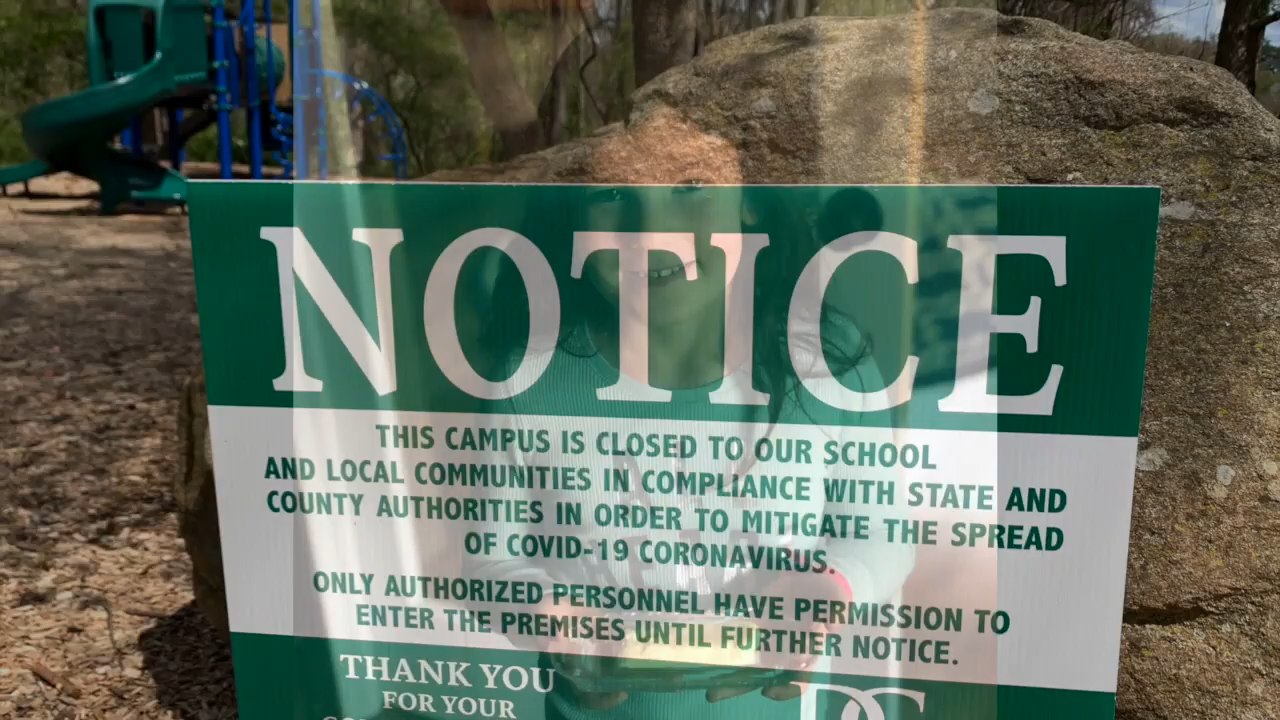 NOTICE
THIS CAMPUS IS CLOSED TO OUR SCHOOL
AND LOCAL COMMUNITIES IN COMPLIANCE WITH STATE AND
COUNTY AUTHORITIES IN ORDER TO MITIGATE THE SPREAD
OF COVID-19 CORONAVIRUS.
ONLY AUTHORIZED PERSONNEL HAVE PERMISSION TO
ENTER THE PREMISES UNTIL FURTHER NOTICE.
THANK YOU
FOR YOUR